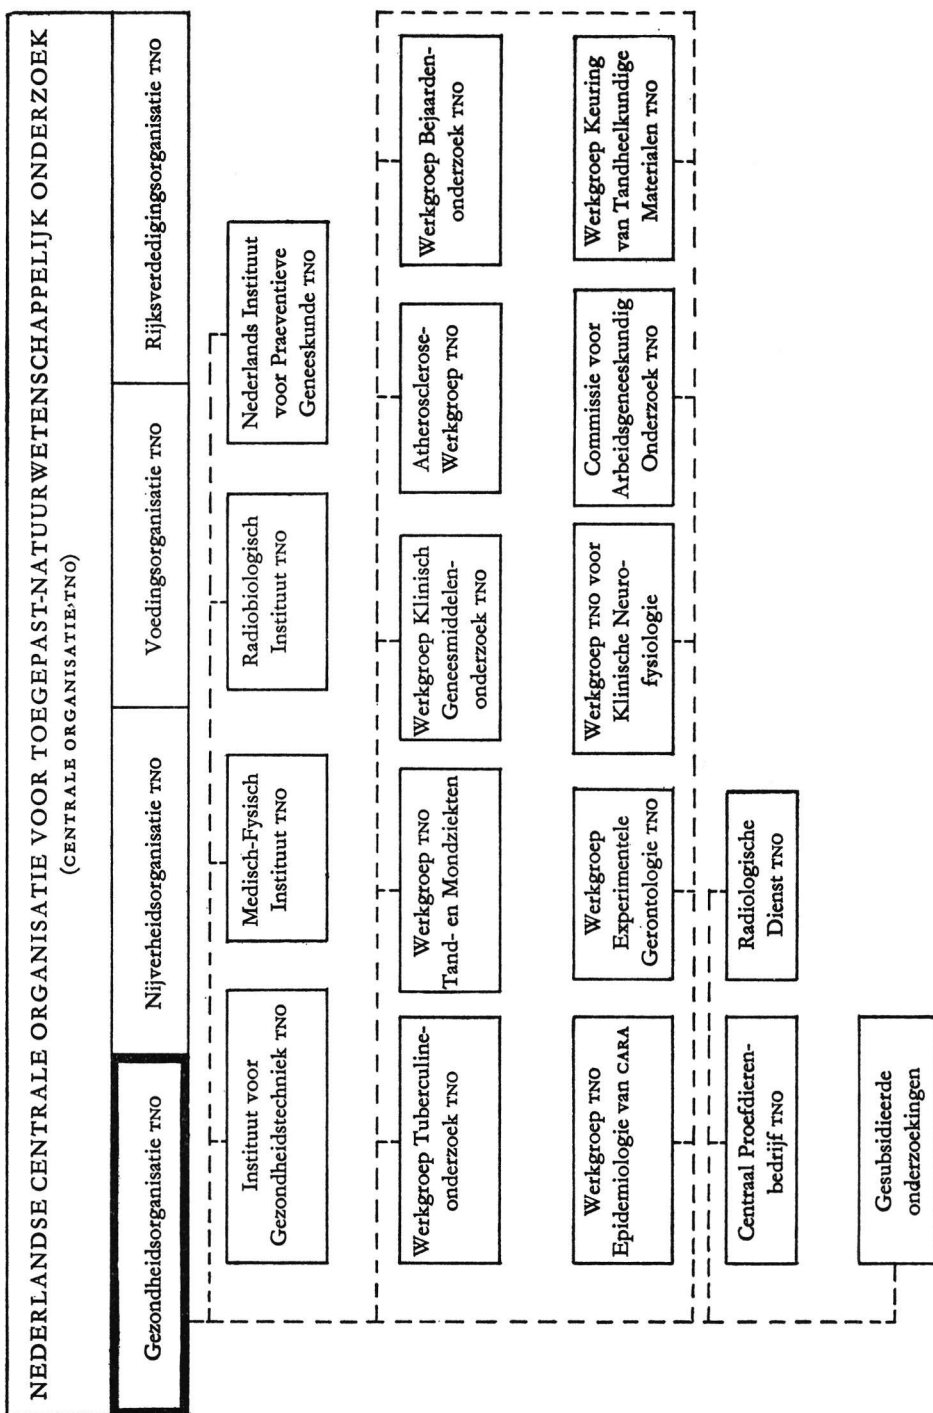 NEDERLANDSE CENTRALE ORGANISATIE VOOR TOEGEPAST-NATUURWETENSCHAPPELIJK ONDERZOEK
(CENTRALE ORGANISATIE, TNO)
Gezondheidsorganisatie TNO
Nijverheidsorganisatie TNO
Voedingsorganisatie TNO
Rijksverdedigingsorganisatie TNO
Instituut voor
Gezondheidstechniek TNO
Medisch-Fysisch
Instituut TNO
Radiobiologisch
Instituut TNO
Nederlands Instituut
voor Praeventieve
Geneeskunde TNO
Werkgroep Tuberculine-
onderzoek TNO
Werkgroep TNO
Tand- en Mondziekten
Werkgroep Klinisch
Geneesmiddelen-
onderzoek TNO
Atherosclerose-
Werkgroep TNO
Werkgroep Bejaarden-
onderzoek TNO
Werkgroep TNO
Epidemiologie van CARA
Werkgroep
Experimentele
Gerontologie TNO
Werkgroep TNO voor
Klinische Neuro-
fysiologie
Commissie voor
Arbeidsgeneeskundig
Onderzoek TNO
Werkgroep Keuring
van Tandheelkundige
Materialen TNO
Centraal Proefdieren-
bedrijf TNO
Radiologische
Dienst TNO
Gesubsidieerde
onderzoekingen